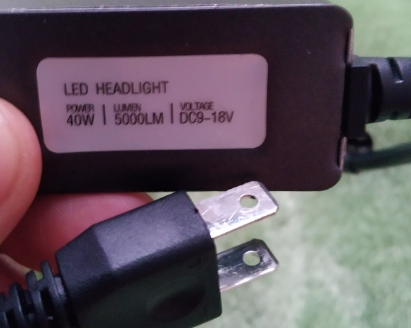 LED HEADLIGHT
POWER | LUMEN | VOLTAGE
40W | 5000LM | DC9-18V